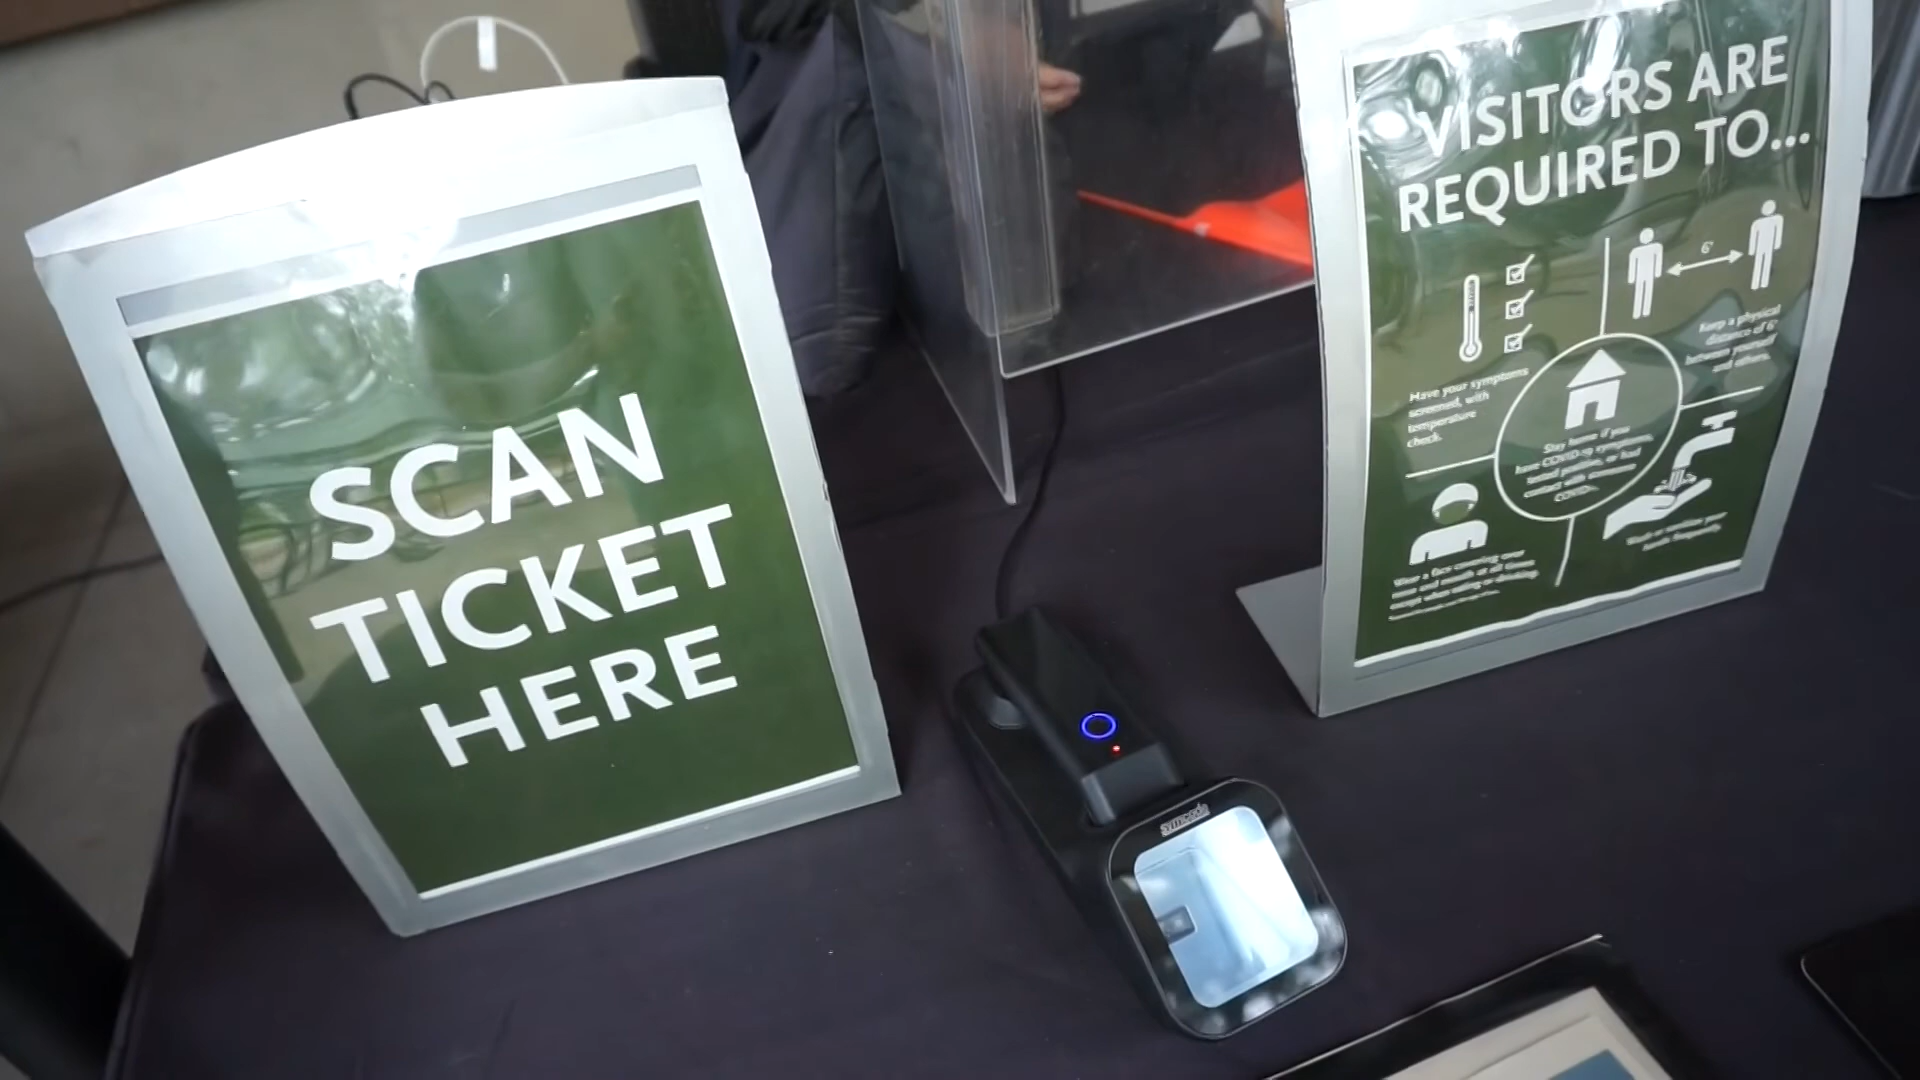 SCAN
TICKET
HERE
VISITORS ARE
REQUIRED TO...
6'
Have your symptoms
screened, with
temperature
check.
Keep a physical
distance of 6'
between yourself
and others.
Stay home if you
have COVID-19 symptoms,
tested positive, or had
contact with someone
COVID-
Wear a face covering over
nose and mouth at all times
except when eating or drinking.
Wash or sanitize your
hands frequently.
symcode